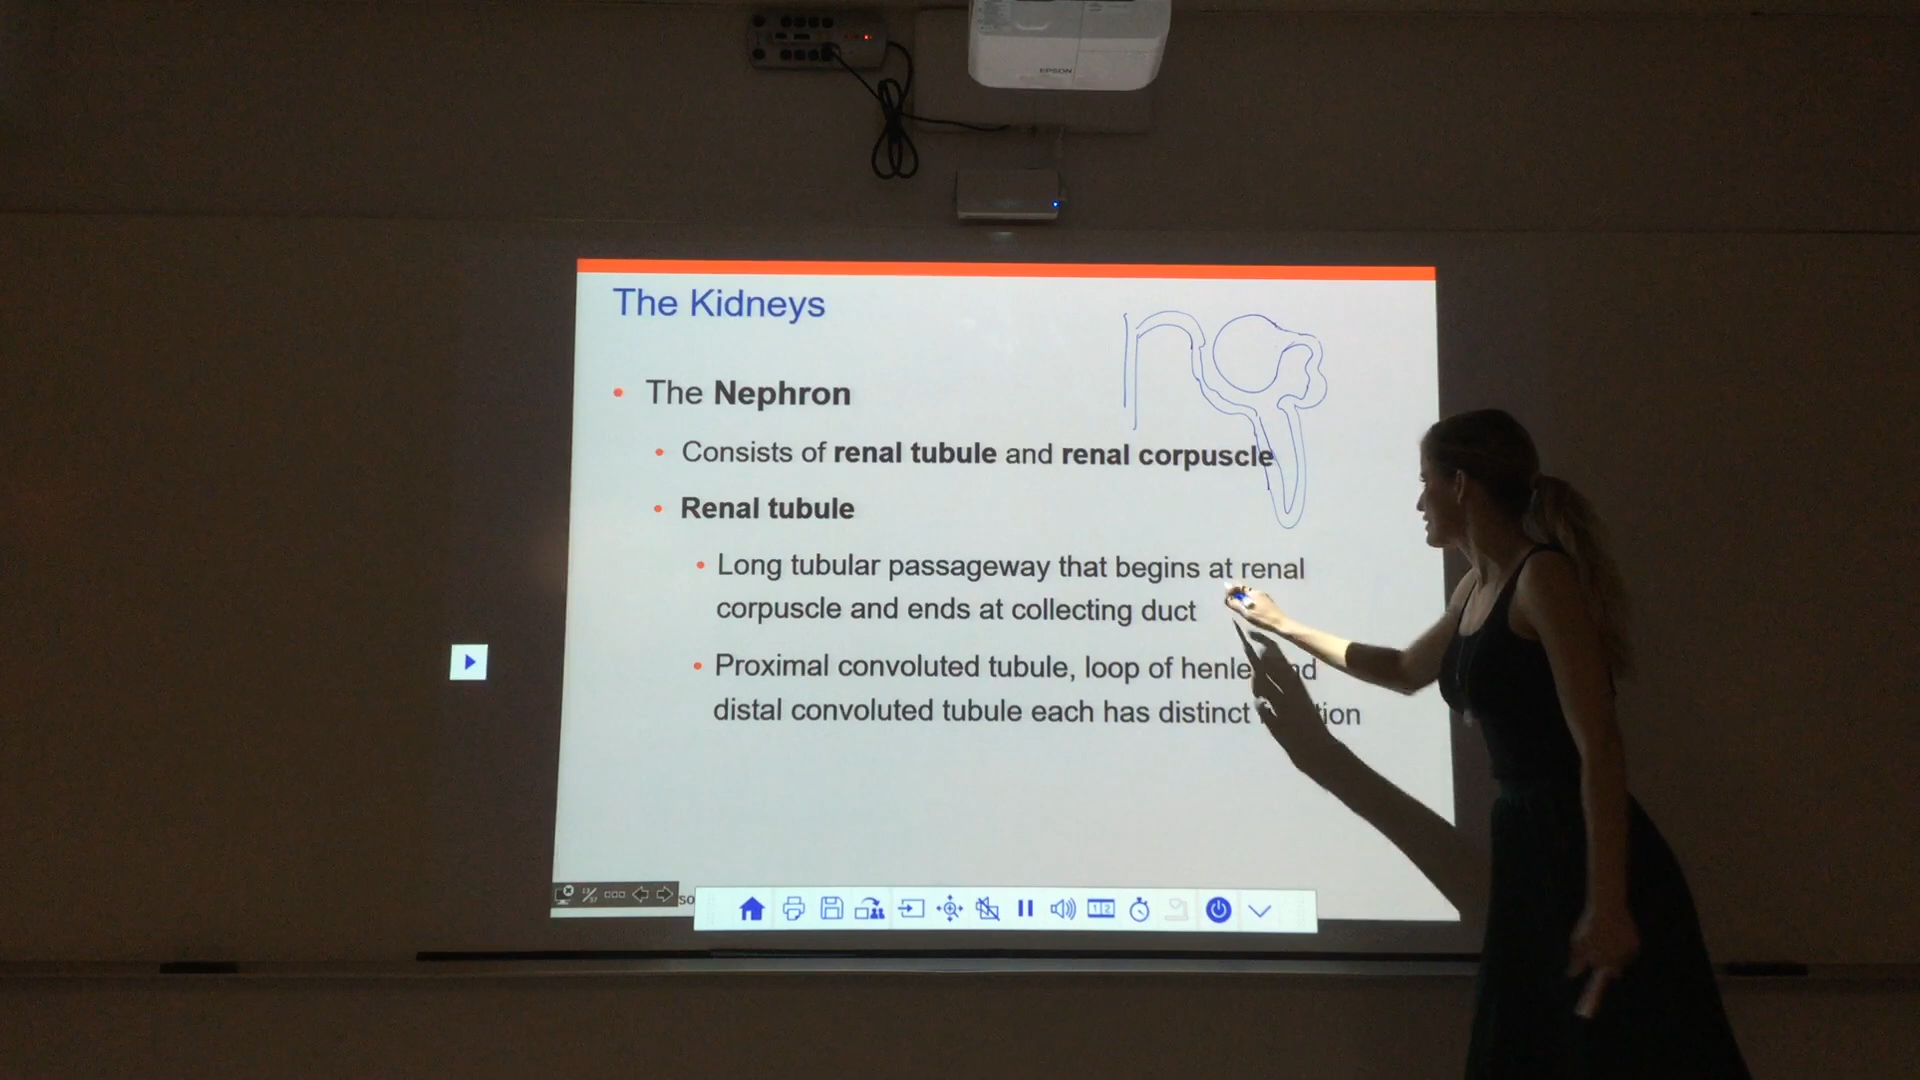 EPSON
The Kidneys
• The Nephron
• Consists of renal tubule and renal corpuscle
• Renal tubule
• Long tubular passageway that begins at renal
corpuscle and ends at collecting duct
• Proximal convoluted tubule, loop of henle
distal convoluted tubule each has distinct